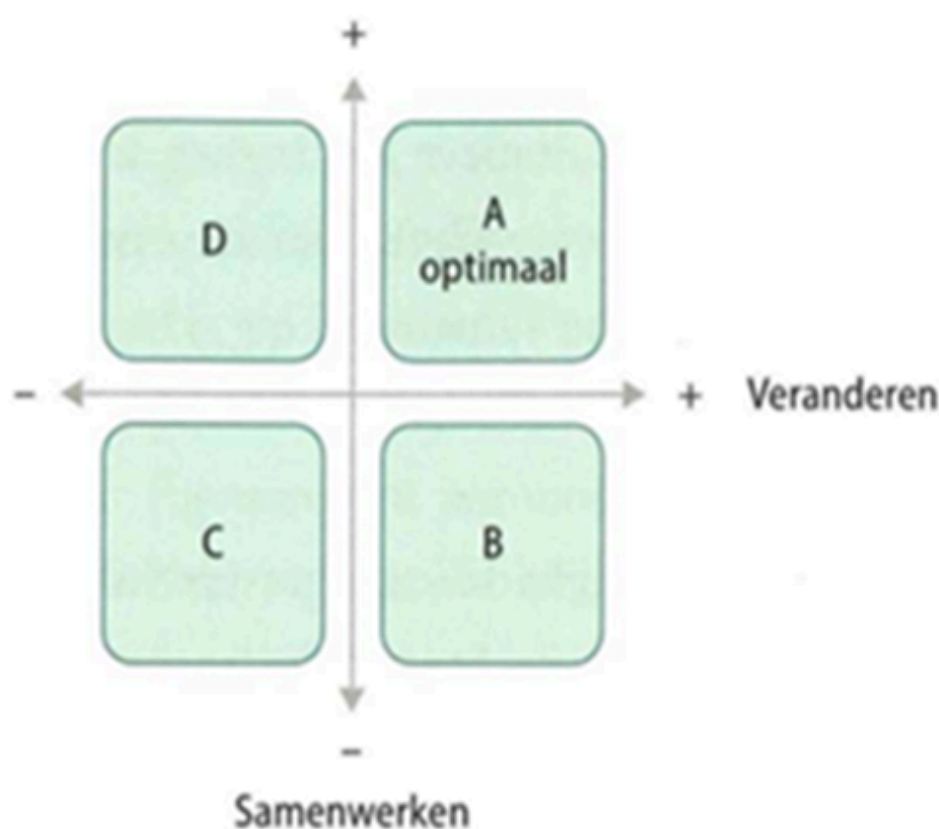 +
D
A
optimaal
–
+ Veranderen
C
B
–
Samenwerken